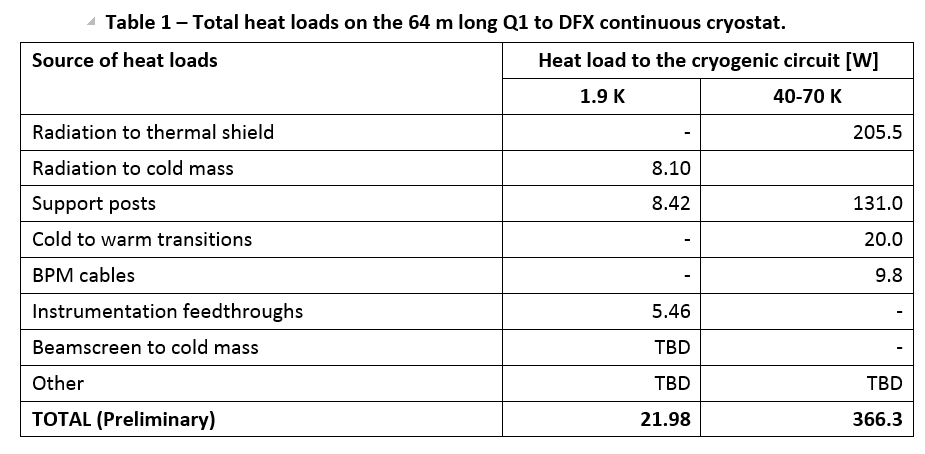 Table 1 – Total heat loads on the 64 m long Q1 to DFX continuous cryostat.
Source of heat loads Heat load to the cryogenic circuit [W]
1.9 K 40-70 K
Radiation to thermal shield - 205.5
Radiation to cold mass 8.10
Support posts 8.42 131.0
Cold to warm transitions - 20.0
BPM cables - 9.8
Instrumentation feedthroughs 5.46 -
Beamscreen to cold mass TBD -
Other TBD TBD
TOTAL (Preliminary) 21.98 366.3